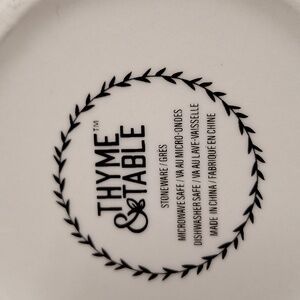 THYME™
&TABLE
STONEWARE / GRÈS
MICROWAVE SAFE / VA AU MICRO-ONDES
DISHWASHER SAFE / VA AU LAVE-VAISSELLE
MADE IN CHINA / FABRIQUÉ EN CHINE